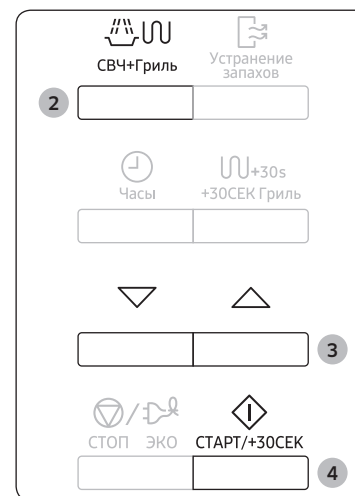 СВЧ+Гриль
Устранение
запахов
2
+30s
Часы
+30СЕК Гриль
3
СТОП
ЭКО
СТАРТ/+30СЕК
4